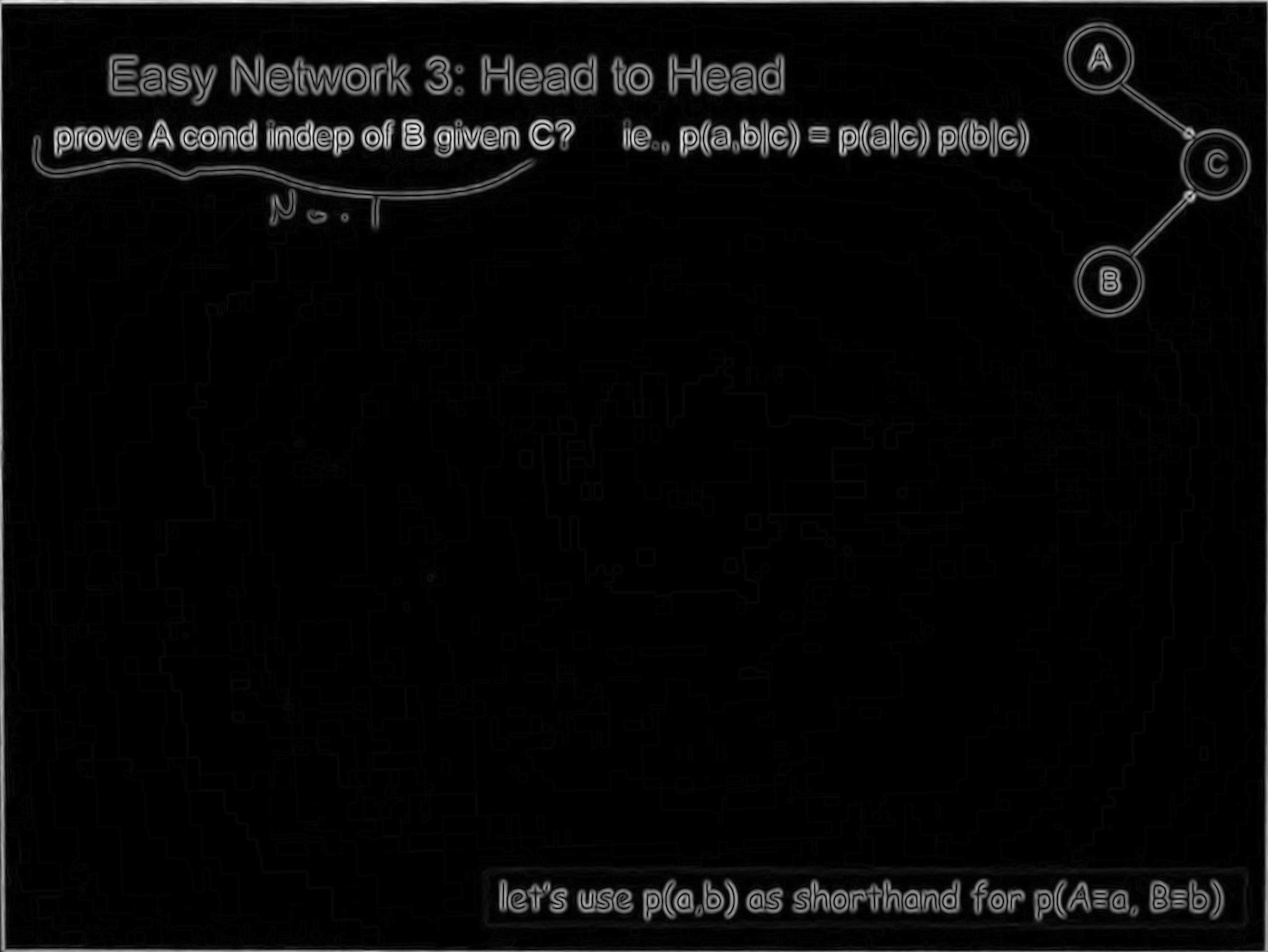 Easy Network 3: Head to Head
prove A cond indep of B given C? ie., p(a,b|c) = p(a|c) p(b|c)
No.
A
C
B
let's use p(a,b) as shorthand for p(A=a, B=b)